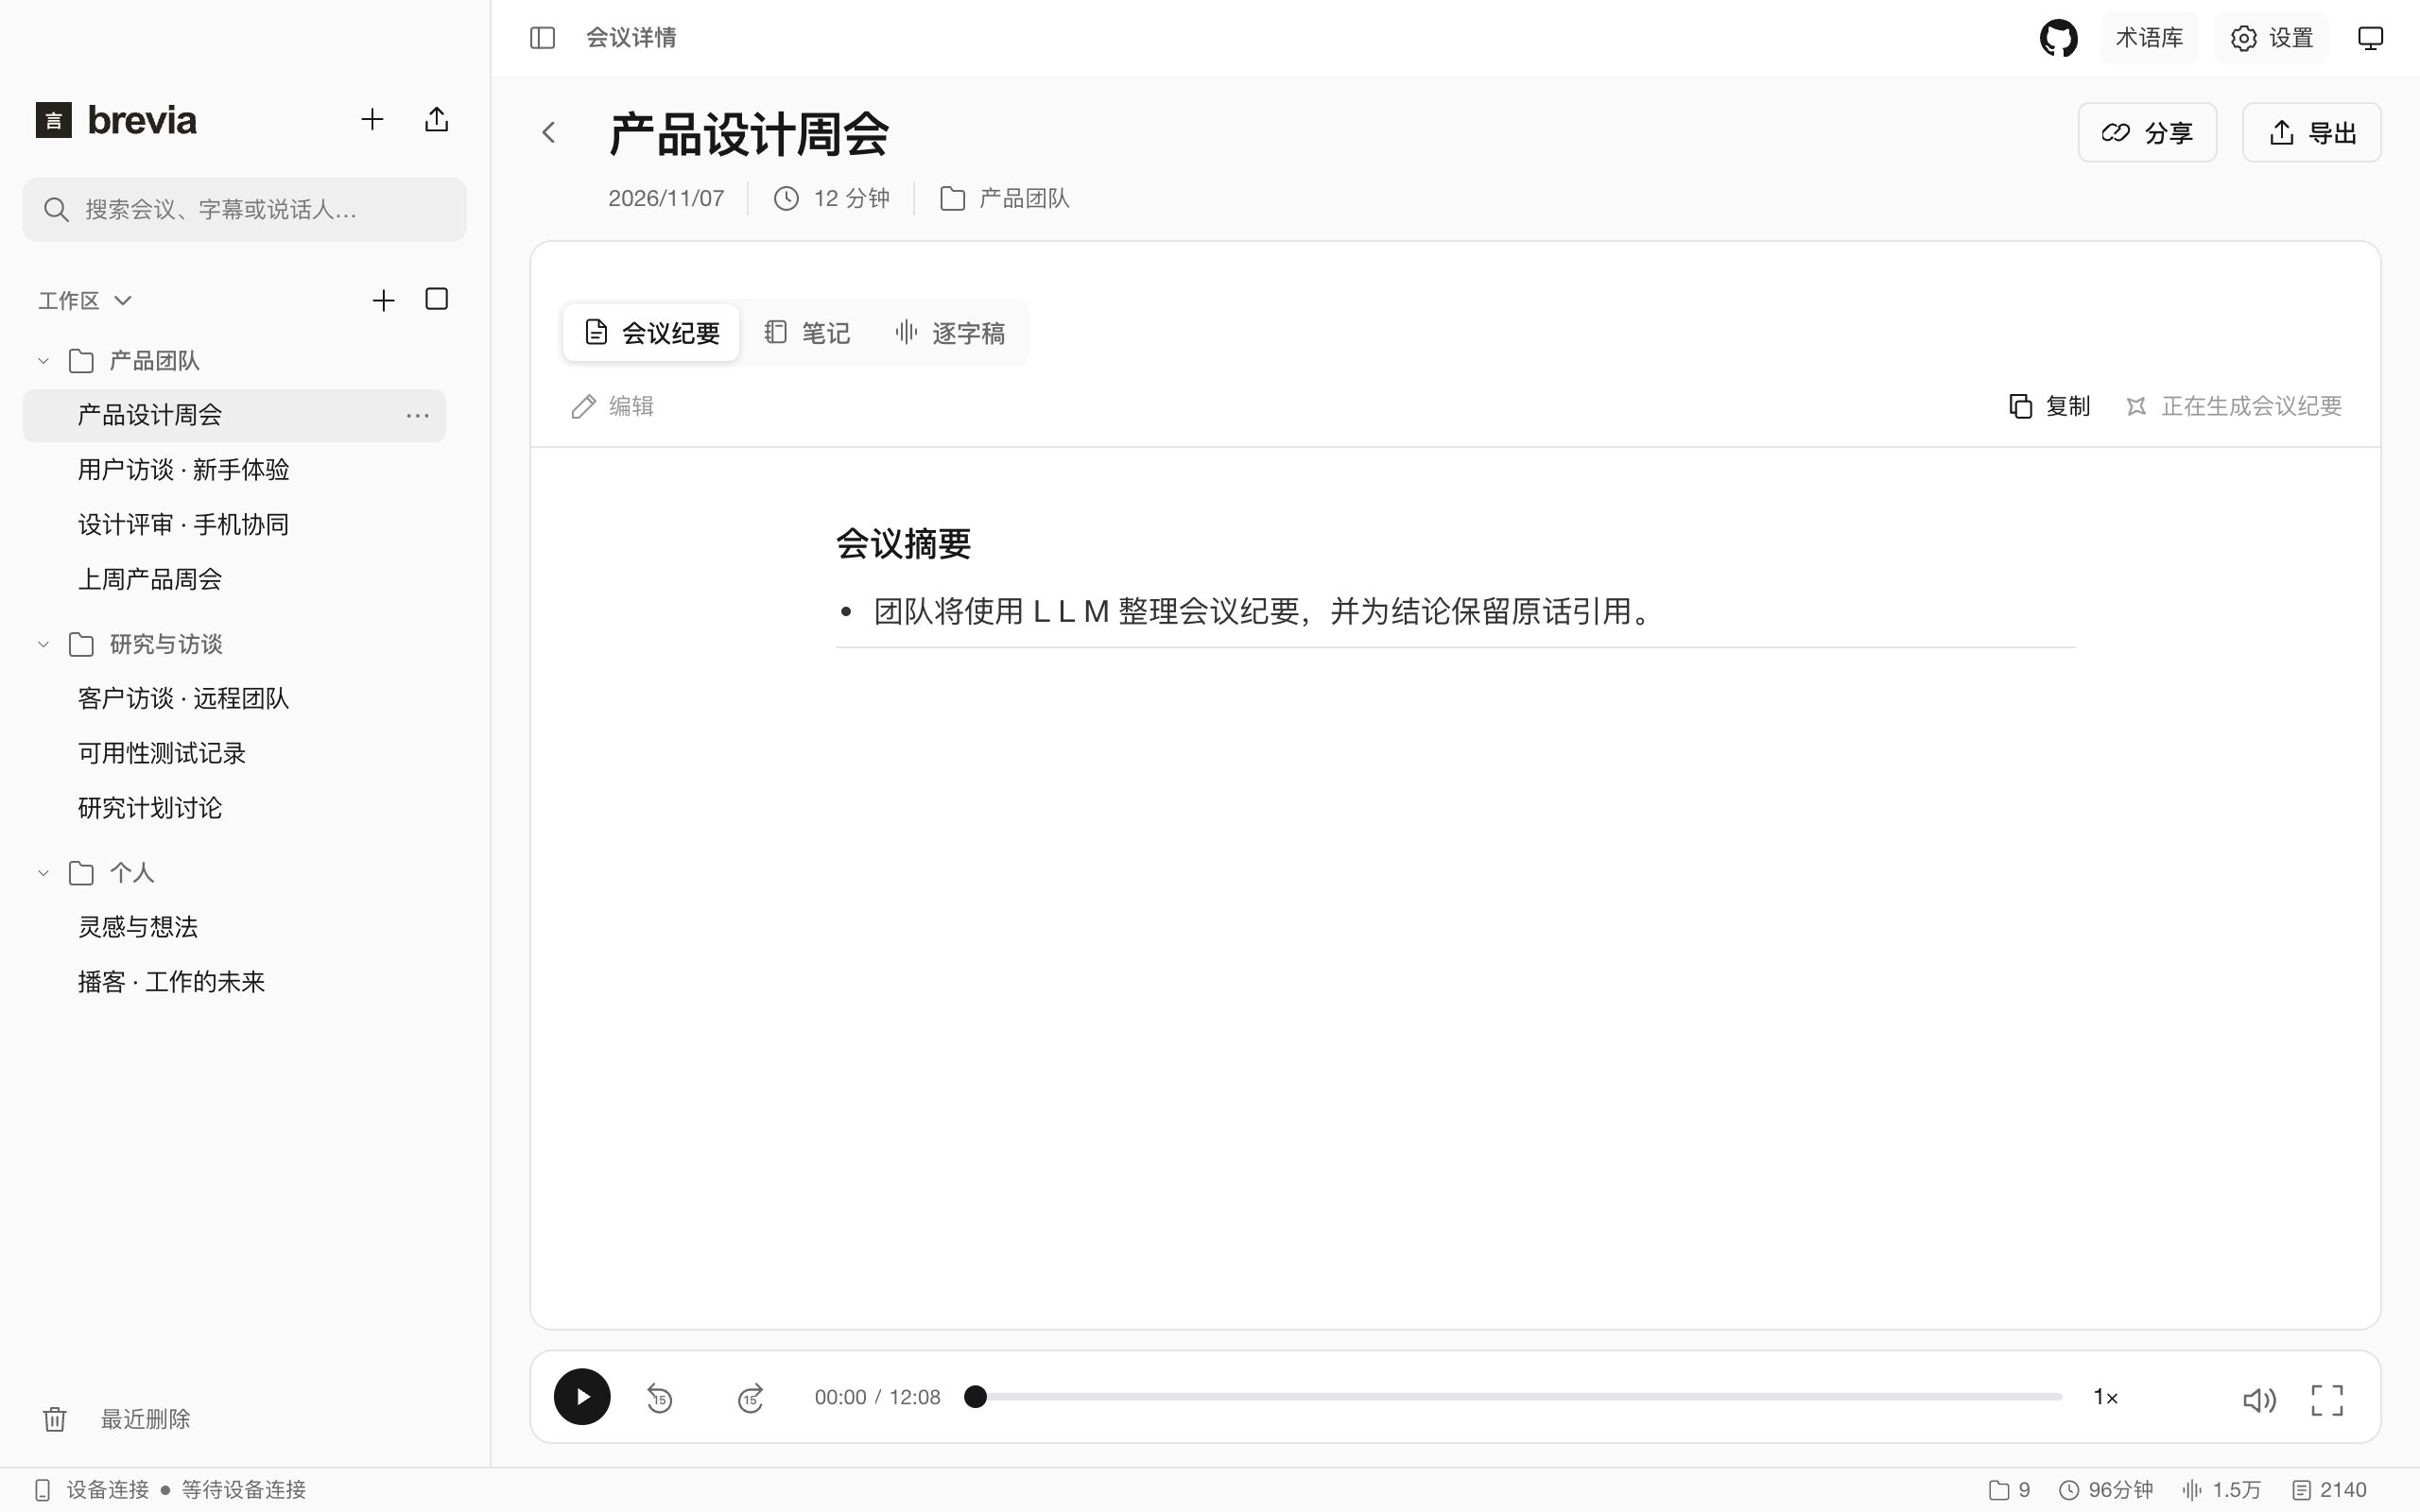 会议详情
术语库
设置
言 brevia
搜索会议、字幕或说话人…
工作区
产品团队
产品设计周会
用户访谈 · 新手体验
设计评审 · 手机协同
上周产品周会
研究与访谈
客户访谈 · 远程团队
可用性测试记录
研究计划讨论
个人
灵感与想法
播客 · 工作的未来
最近删除
产品设计周会
分享
导出
2026/11/07
12 分钟
产品团队
会议纪要
笔记
逐字稿
编辑
复制
正在生成会议纪要
会议摘要
• 团队将使用 L L M 整理会议纪要，并为结论保留原话引用。
15
15
00:00 / 12:08
1×
设备连接 ● 等待设备连接
9
96分钟
1.5万
2140